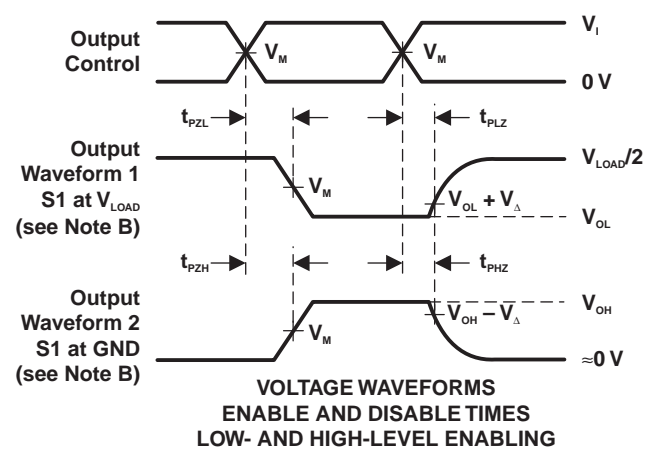 Output
Control
V_M
V_M
V_I
0 V
t_PZL
t_PLZ
Output
Waveform 1
S1 at V_LOAD
(see Note B)
V_M
V_OL + V_Δ
V_LOAD/2
V_OL
t_PZH
t_PHZ
Output
Waveform 2
S1 at GND
(see Note B)
V_M
V_OH – V_Δ
V_OH
≈0 V
VOLTAGE WAVEFORMS
ENABLE AND DISABLE TIMES
LOW- AND HIGH-LEVEL ENABLING